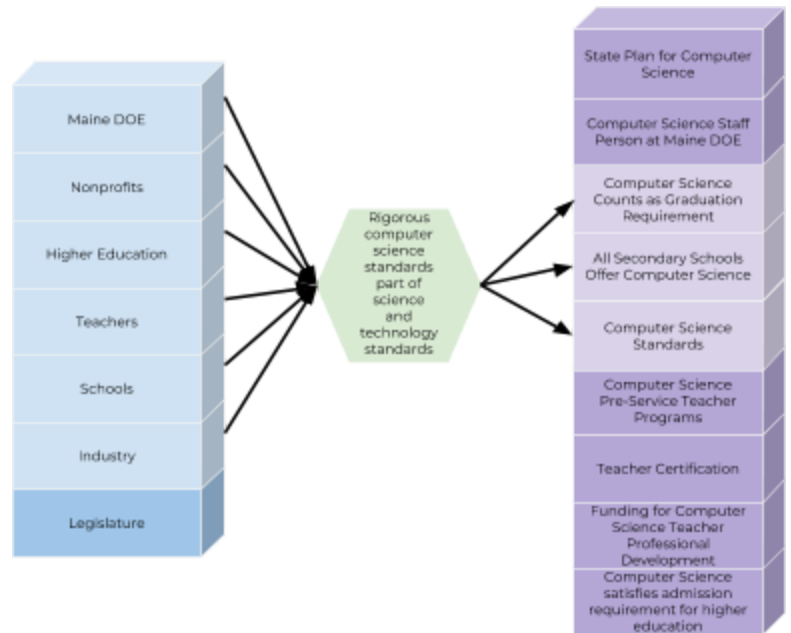 Maine DOE
Nonprofits
Higher Education
Teachers
Schools
Industry
Legislature
Rigorous
computer
science
standards
part of
science
and
technology
standards
State Plan for Computer
Science
Computer Science Staff
Person at Maine DOE
Computer Science
Counts as Graduation
Requirement
All Secondary Schools
Offer Computer Science
Computer Science
Standards
Computer Science
Pre-Service Teacher
Programs
Teacher Certification
Funding for Computer
Science Teacher
Professional
Development
Computer Science
satisfies admission
requirement for higher
education